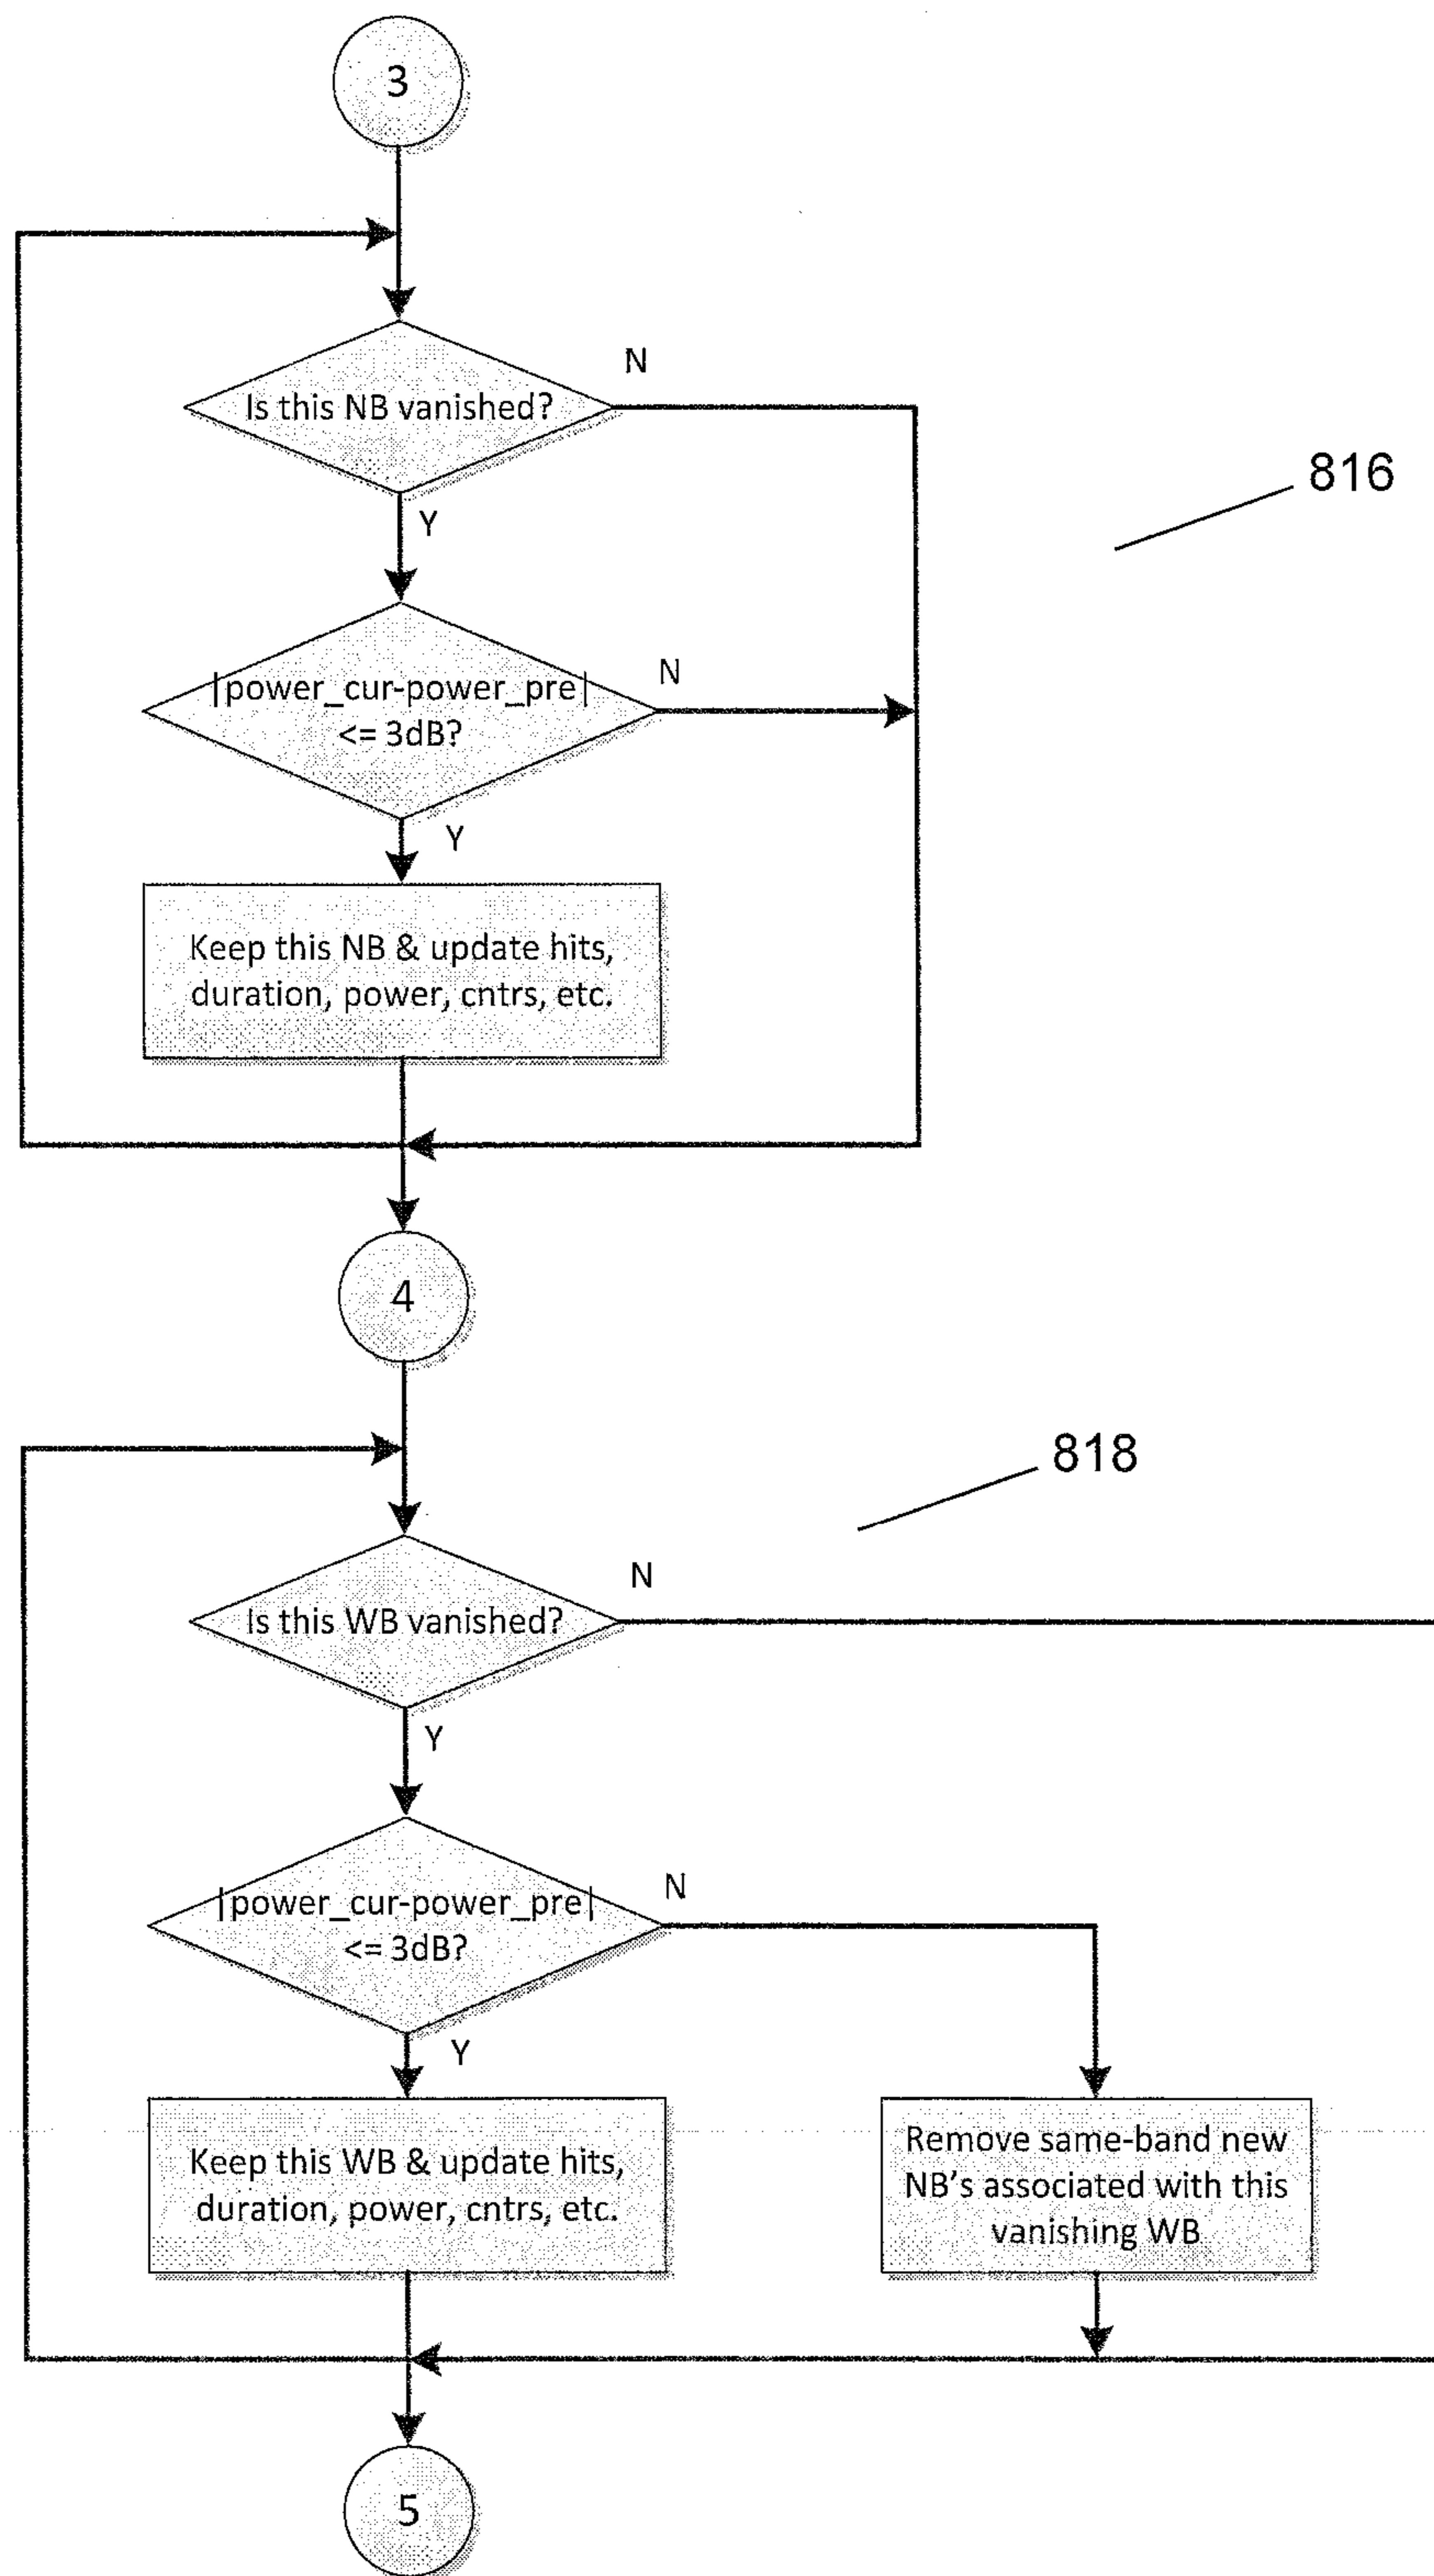 3
Is this NB vanished?
N
816
Y
|power_cur-power_pre|
<= 3dB?
N
Y
Keep this NB & update hits,
duration, power, cntrs, etc.
4
818
Is this WB vanished?
N
Y
|power_cur-power_pre|
<= 3dB?
N
Y
Keep this WB & update hits,
duration, power, cntrs, etc.
Remove same-band new
NB's associated with this
vanishing WB
5